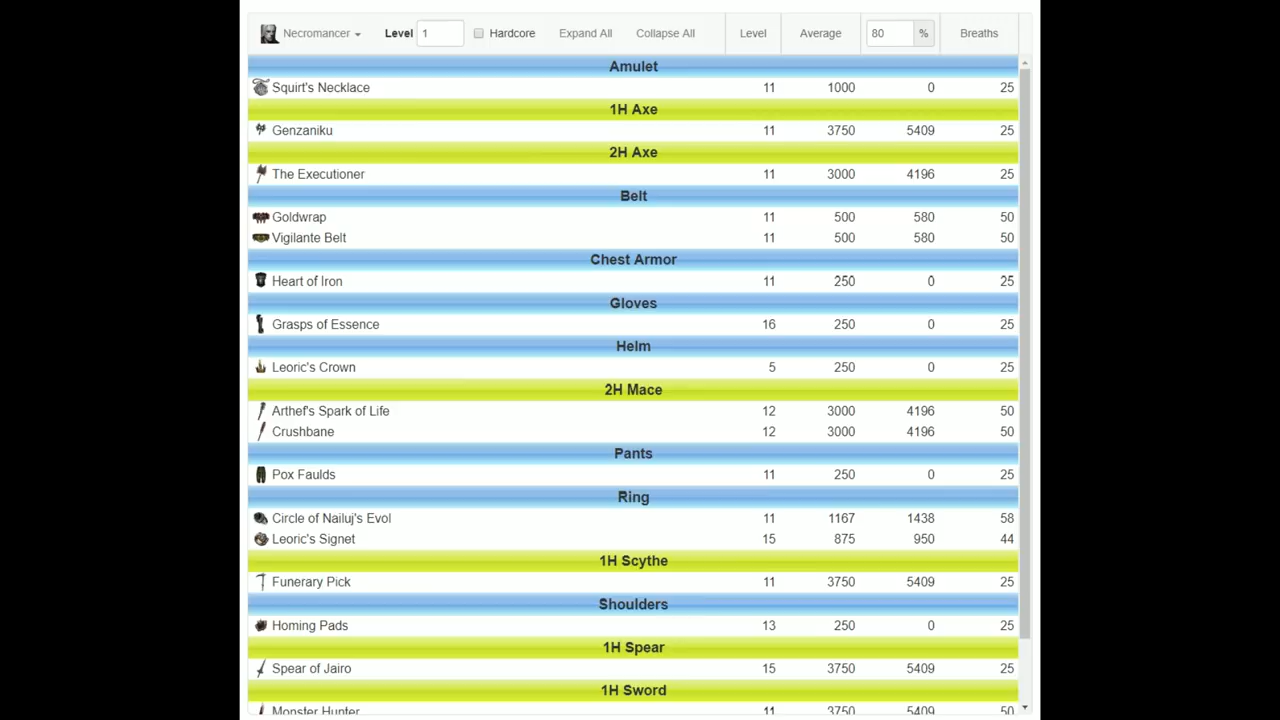 Necromancer Level 1 Hardcore Expand All Collapse All Level Average 80 % Breaths
Amulet
Squirt's Necklace 11 1000 0 25
1H Axe
Genzaniku 11 3750 5409 25
2H Axe
The Executioner 11 3000 4196 25
Belt
Goldwrap 11 500 580 50
Vigilante Belt 11 500 580 50
Chest Armor
Heart of Iron 11 250 0 25
Gloves
Grasps of Essence 16 250 0 25
Helm
Leoric's Crown 5 250 0 25
2H Mace
Arthef's Spark of Life 12 3000 4196 50
Crushbane 12 3000 4196 50
Pants
Pox Faulds 11 250 0 25
Ring
Circle of Nailuj's Evol 11 1167 1438 58
Leoric's Signet 15 875 950 44
1H Scythe
Funerary Pick 11 3750 5409 25
Shoulders
Homing Pads 13 250 0 25
1H Spear
Spear of Jairo 15 3750 5409 25
1H Sword
Monster Hunter 11 3750 5409 50